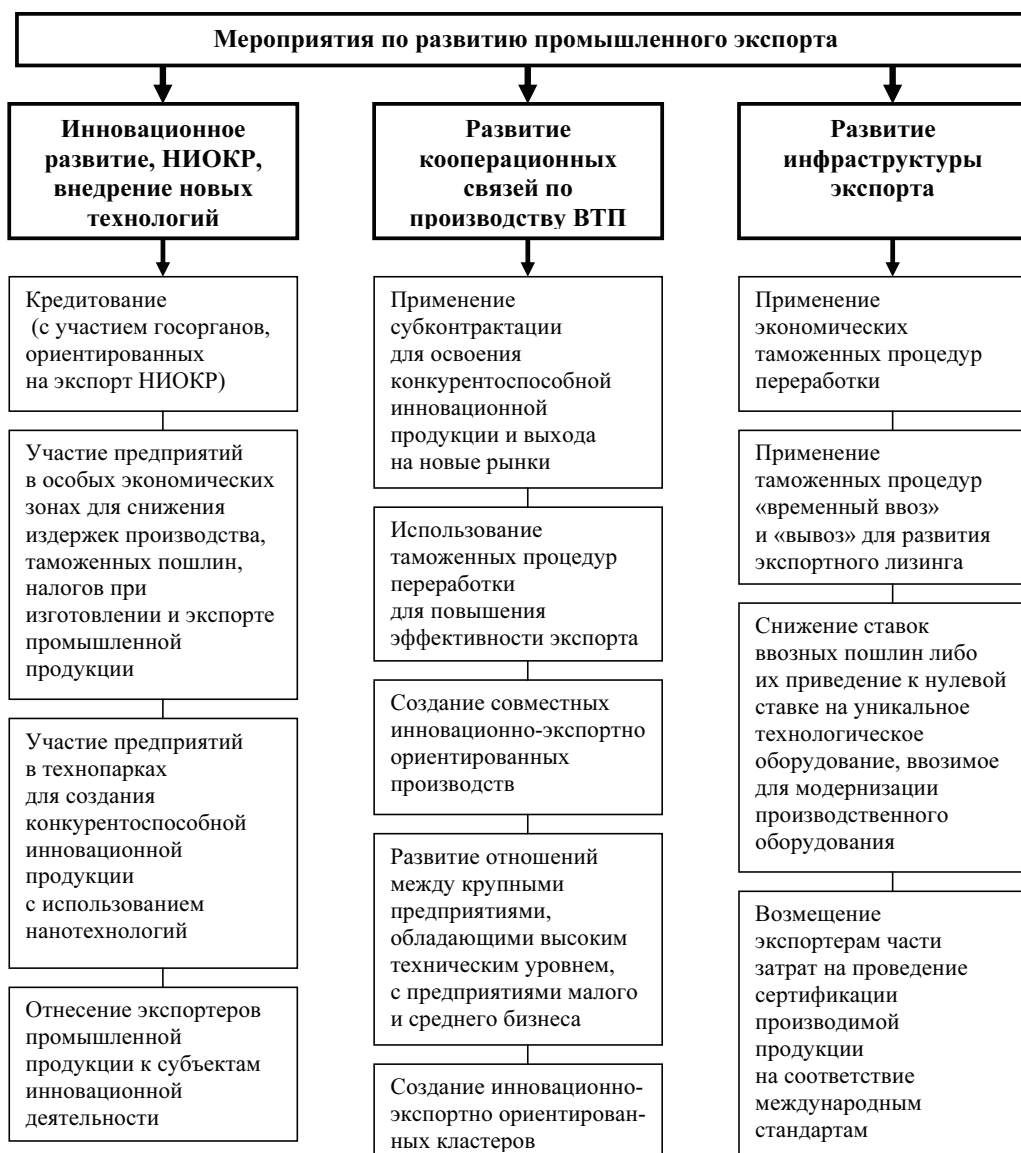 Мероприятия по развитию промышленного экспорта
Инновационное
развитие, НИОКР,
внедрение новых
технологий
Кредитование
(с участием госорганов,
ориентированных
на экспорт НИОКР)
Участие предприятий
в особых экономических
зонах для снижения
издержек производства,
таможенных пошлин,
налогов при
изготовлении и экспорте
промышленной
продукции
Участие предприятий
в технопарках
для создания
конкурентоспособной
инновационной
продукции
с использованием
нанотехнологий
Отнесение экспортеров
промышленной
продукции к субъектам
инновационной
деятельности
Развитие
кооперационных
связей по
производству ВТП
Применение
субконтрактации
для освоения
конкурентоспособной
инновационной
продукции и выхода
на новые рынки
Использование
таможенных процедур
переработки
для повышения
эффективности экспорта
Создание совместных
инновационно-экспортно
ориентированных
производств
Развитие отношений
между крупными
предприятиями,
обладающими высоким
техническим уровнем,
с предприятиями малого
и среднего бизнеса
Создание инновационно-
экспортно ориентирован-
ных кластеров
Развитие
инфраструктуры
экспорта
Применение
экономических
таможенных процедур
переработки
Применение
таможенных процедур
«временный ввоз»
и «вывоз» для развития
экспортного лизинга
Снижение ставок
ввозных пошлин либо
их приведение к нулевой
ставке на уникальное
технологическое
оборудование, ввозимое
для модернизации
производственного
оборудования
Возмещение
экспортерам части
затрат на проведение
сертификации
производимой
продукции
на соответствие
международным
стандартам